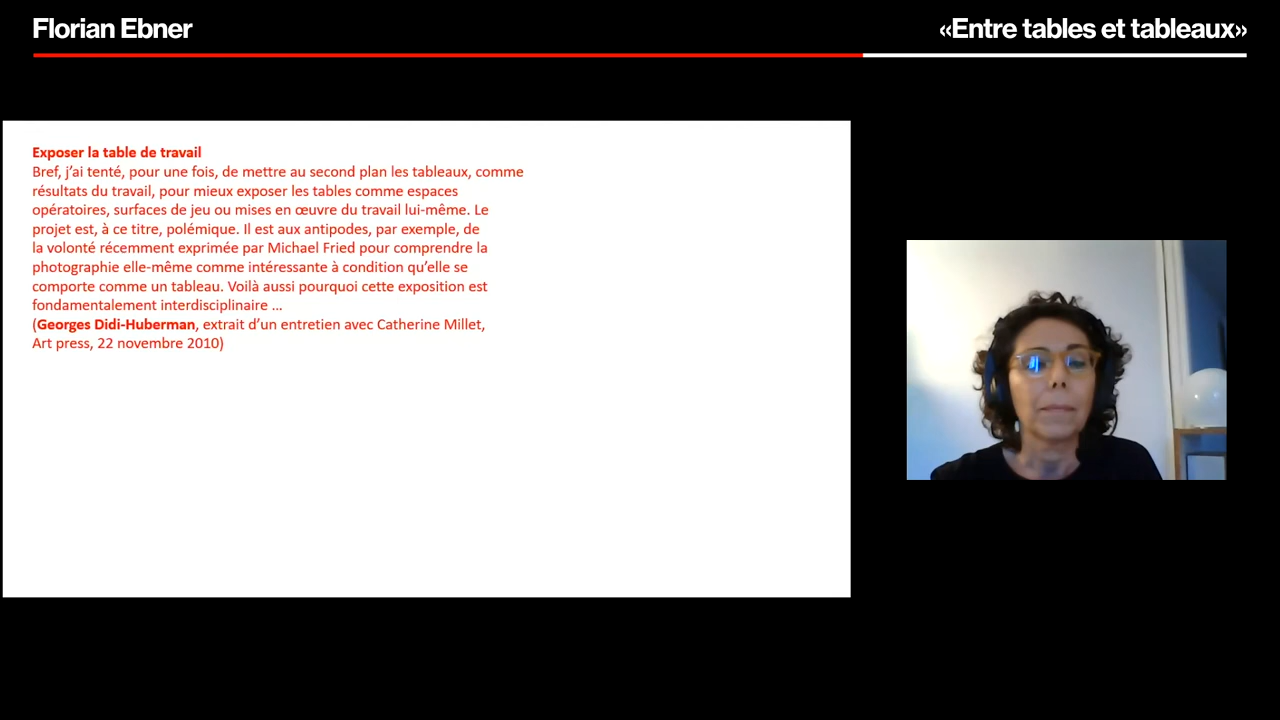 Florian Ebner
«Entre tables et tableaux»
Exposer la table de travail
Bref, j’ai tenté, pour une fois, de mettre au second plan les tableaux, comme
résultats du travail, pour mieux exposer les tables comme espaces
opératoires, surfaces de jeu ou mises en œuvre du travail lui-même. Le
projet est, à ce titre, polémique. Il est aux antipodes, par exemple, de
la volonté récemment exprimée par Michael Fried pour comprendre la
photographie elle-même comme intéressante à condition qu’elle se
comporte comme un tableau. Voilà aussi pourquoi cette exposition est
fondamentalement interdisciplinaire ...
(Georges Didi-Huberman, extrait d’un entretien avec Catherine Millet,
Art press, 22 novembre 2010)